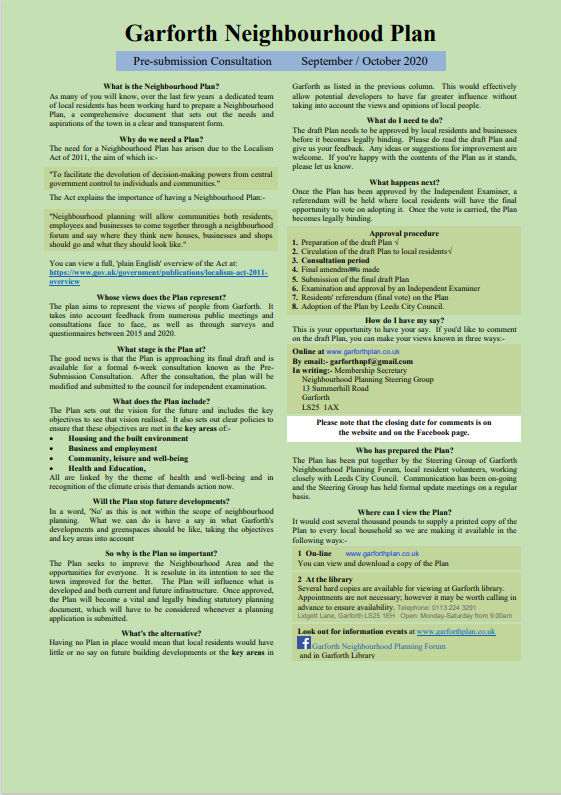 Garforth Neighbourhood Plan
Pre-submission Consultation September / October 2020
What is the Neighbourhood Plan?
As many of you will know, over the last few years a dedicated team
of local residents has been working hard to prepare a Neighbourhood
Plan, a comprehensive document that sets out the needs and
aspirations of the town in a clear and transparent form.
Why do we need a Plan?
The need for a Neighbourhood Plan has arisen due to the Localism
Act of 2011, the aim of which is:-
"To facilitate the devolution of decision-making powers from central
government control to individuals and communities."
The Act explains the importance of having a Neighbourhood Plan:-
"Neighbourhood planning will allow communities both residents,
employees and businesses to come together through a neighbourhood
forum and say where they think new houses, businesses and shops
should go and what they should look like."
You can view a full, 'plain English' overview of the Act at:
https://www.gov.uk/government/publications/localism-act-2011-
overview
Whose views does the Plan represent?
The plan aims to represent the views of people from Garforth. It
takes into account feedback from numerous public meetings and
consultations face to face, as well as through surveys and
questionnaires between 2015 and 2020.
What stage is the Plan at?
The good news is that the Plan is approaching its final draft and is
available for a formal 6-week consultation known as the Pre-
Submission Consultation. After the consultation, the plan will be
modified and submitted to the council for independent examination.
What does the Plan include?
The Plan sets out the vision for the future and includes the key
objectives to see that vision realised. It also sets out clear policies to
ensure that these objectives are met in the key areas of:-
• Housing and the built environment
• Business and employment
• Community, leisure and well-being
• Health and Education,
All are linked by the theme of health and well-being and in
recognition of the climate crisis that demands action now.
Will the Plan stop future developments?
In a word, 'No' as this is not within the scope of neighbourhood
planning. What we can do is have a say in what Garforth's
developments and greenspaces should be like, taking the objectives
and key areas into account
So why is the Plan so important?
The Plan seeks to improve the Neighbourhood Area and the
opportunities for everyone. It is resolute in its intention to see the
town improved for the better. The Plan will influence what is
developed and both current and future infrastructure. Once approved,
the Plan will become a vital and legally binding statutory planning
document, which will have to be considered whenever a planning
application is submitted.
What's the alternative?
Having no Plan in place would mean that local residents would have
little or no say on future building developments or the key areas in
Garforth as listed in the previous column. This would effectively
allow potential developers to have far greater influence without
taking into account the views and opinions of local people.
What do I need to do?
The draft Plan needs to be approved by local residents and businesses
before it becomes legally binding. Please do read the draft Plan and
give us your feedback. Any ideas or suggestions for improvement are
welcome. If you're happy with the contents of the Plan as it stands,
please let us know.
What happens next?
Once the Plan has been approved by the Independent Examiner, a
referendum will be held where local residents will have the final
opportunity to vote on adopting it. Once the vote is carried, the Plan
becomes legally binding.
Approval procedure
1. Preparation of the draft Plan √
2. Circulation of the draft Plan to local residents√
3. Consultation period
4. Final amendments made
5. Submission of the final draft Plan
6. Examination and approval by an Independent Examiner
7. Residents' referendum (final vote) on the Plan
8. Adoption of the Plan by Leeds City Council.
How do I have my say?
This is your opportunity to have your say. If you'd like to comment
on the draft Plan, you can make your views known in three ways:-
Online at www.garforthplan.co.uk
By email:- garforthnpf@gmail.com
In writing:- Membership Secretary
Neighbourhood Planning Steering Group
13 Summerhill Road
Garforth
LS25 1AX
Please note that the closing date for comments is on
the website and on the Facebook page.
Who has prepared the Plan?
The Plan has been put together by the Steering Group of Garforth
Neighbourhood Planning Forum, local resident volunteers, working
closely with Leeds City Council. Communication has been on-going
and the Steering Group has held formal update meetings on a regular
basis.
Where can I view the Plan?
It would cost several thousand pounds to supply a printed copy of the
Plan to every local household so we are making it available in the
following ways:-
1 On-line www.garforthplan.co.uk
You can view and download a copy of the Plan
2 At the library
Several hard copies are available for viewing at Garforth library.
Appointments are not necessary; however it may be worth calling in
advance to ensure availability. Telephone: 0113 224 3291
Lidgett Lane, Garforth LS25 1EH Open: Monday-Saturday from 9.00am
Look out for information events at www.garforthplan.co.uk
f Garforth Neighbourhood Planning Forum
and in Garforth Library